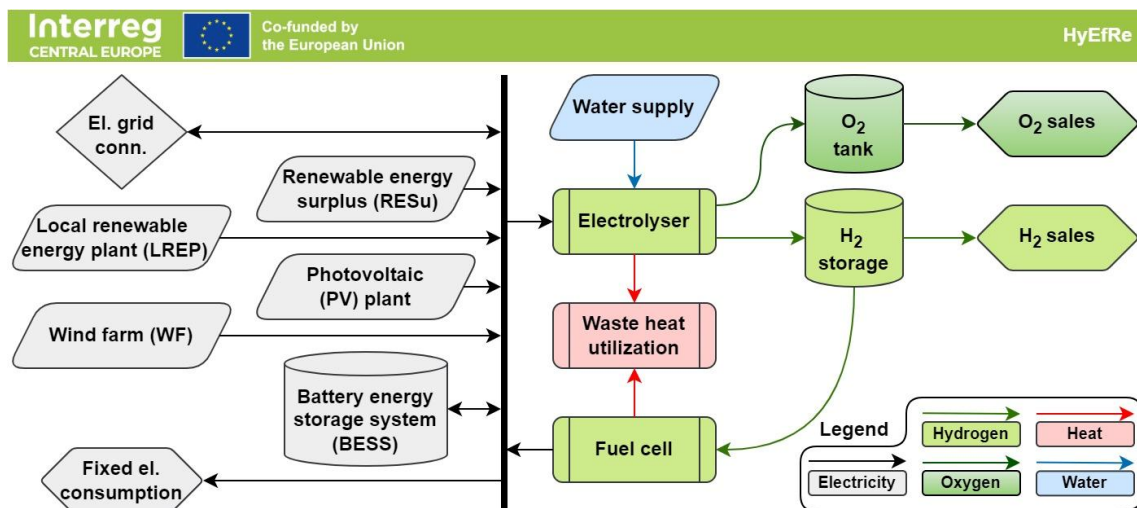 Interreg
CENTRAL EUROPE
Co-funded by
the European Union
HyEfRe
El. grid
conn.
Renewable energy
surplus (RESu)
Local renewable
energy plant (LREP)
Photovoltaic
(PV) plant
Wind farm (WF)
Battery energy
storage system
(BESS)
Fixed el.
consumption
Water supply
Electrolyser
Waste heat
utilization
Fuel cell
O2
tank
O2 sales
H2
storage
H2 sales
Legend
Hydrogen
Heat
Electricity
Oxygen
Water